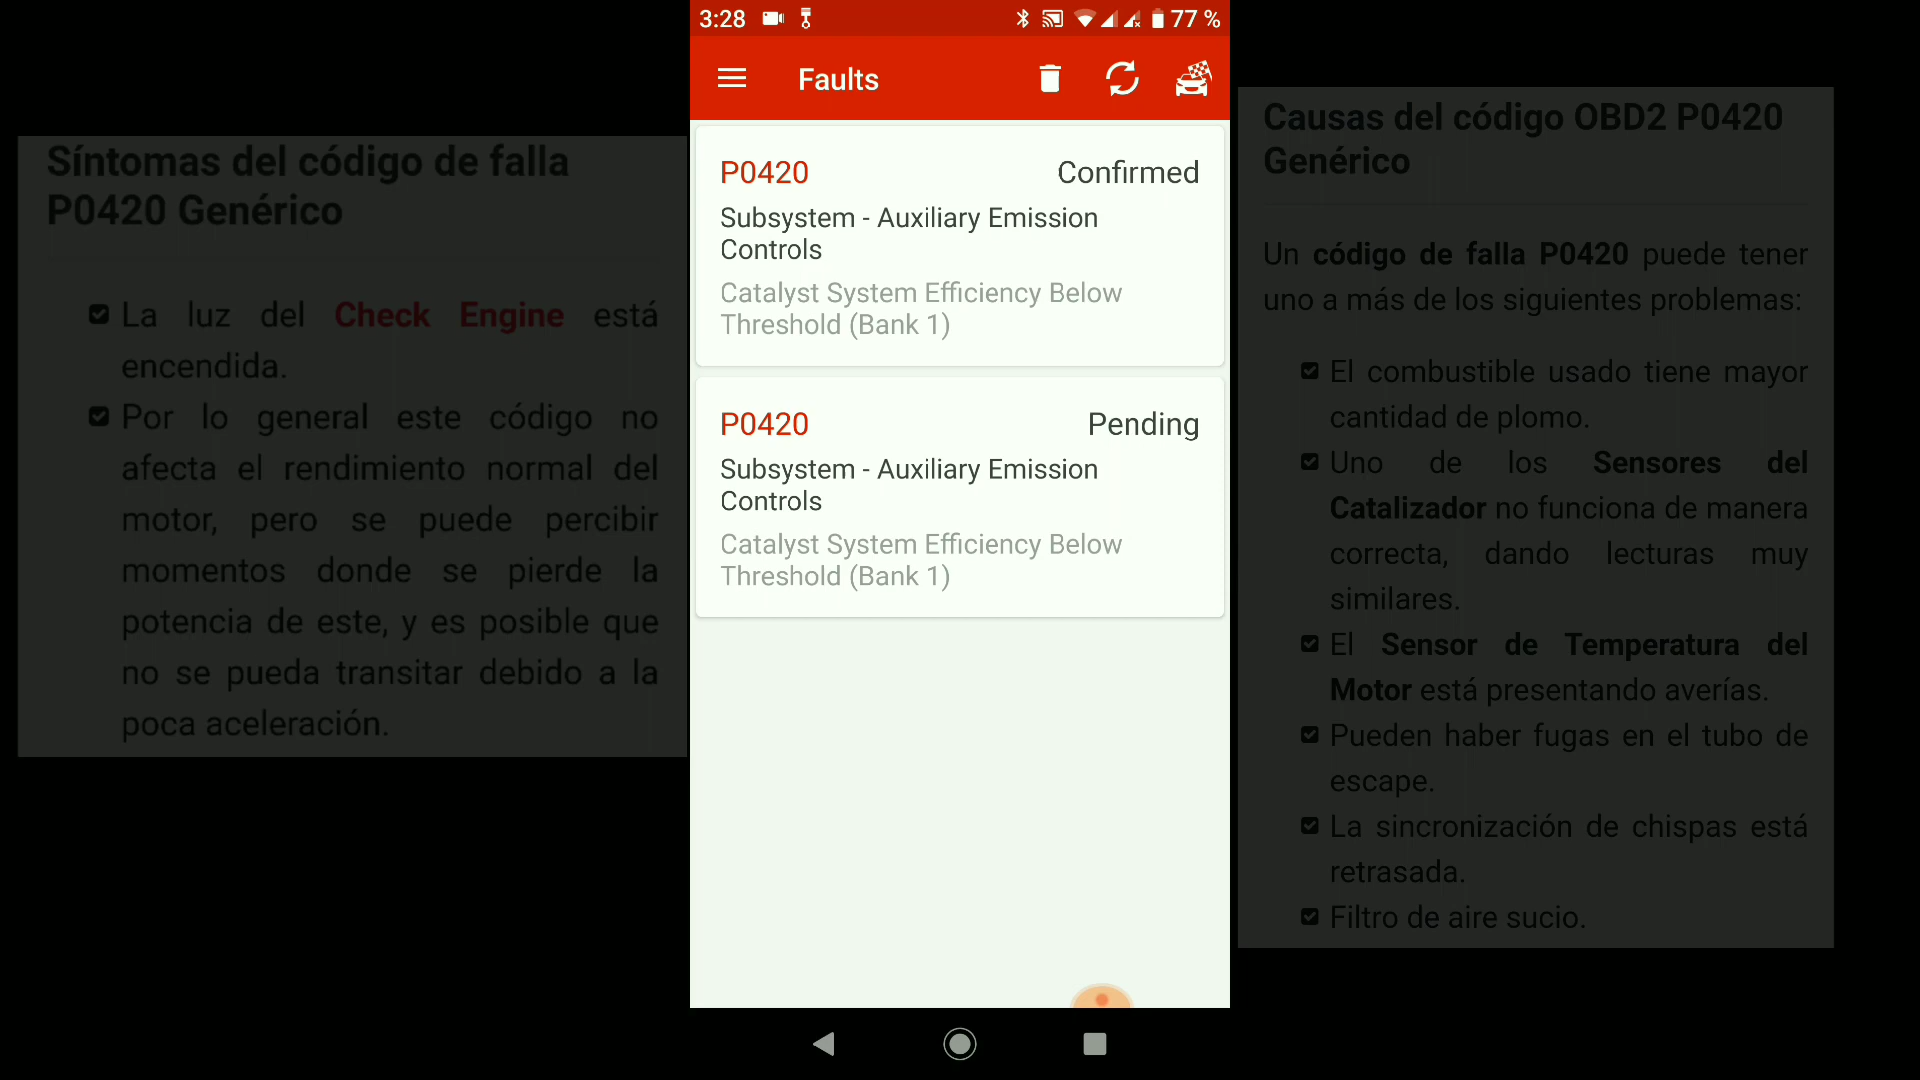 Síntomas del código de falla
P0420 Genérico
La luz del Check Engine está
encendida.
Por lo general este código no
afecta el rendimiento normal del
motor, pero se puede percibir
momentos donde se pierde la
potencia de este, y es posible que
no se pueda transitar debido a la
poca aceleración.
3:28
77 %
Faults
P0420 Confirmed
Subsystem - Auxiliary Emission
Controls
Catalyst System Efficiency Below
Threshold (Bank 1)
P0420 Pending
Subsystem - Auxiliary Emission
Controls
Catalyst System Efficiency Below
Threshold (Bank 1)
Causas del código OBD2 P0420
Genérico
Un código de falla P0420 puede tener
uno a más de los siguientes problemas:
El combustible usado tiene mayor
cantidad de plomo.
Uno de los Sensores del
Catalizador no funciona de manera
correcta, dando lecturas muy
similares.
El Sensor de Temperatura del
Motor está presentando averías.
Pueden haber fugas en el tubo de
escape.
La sincronización de chispas está
retrasada.
Filtro de aire sucio.